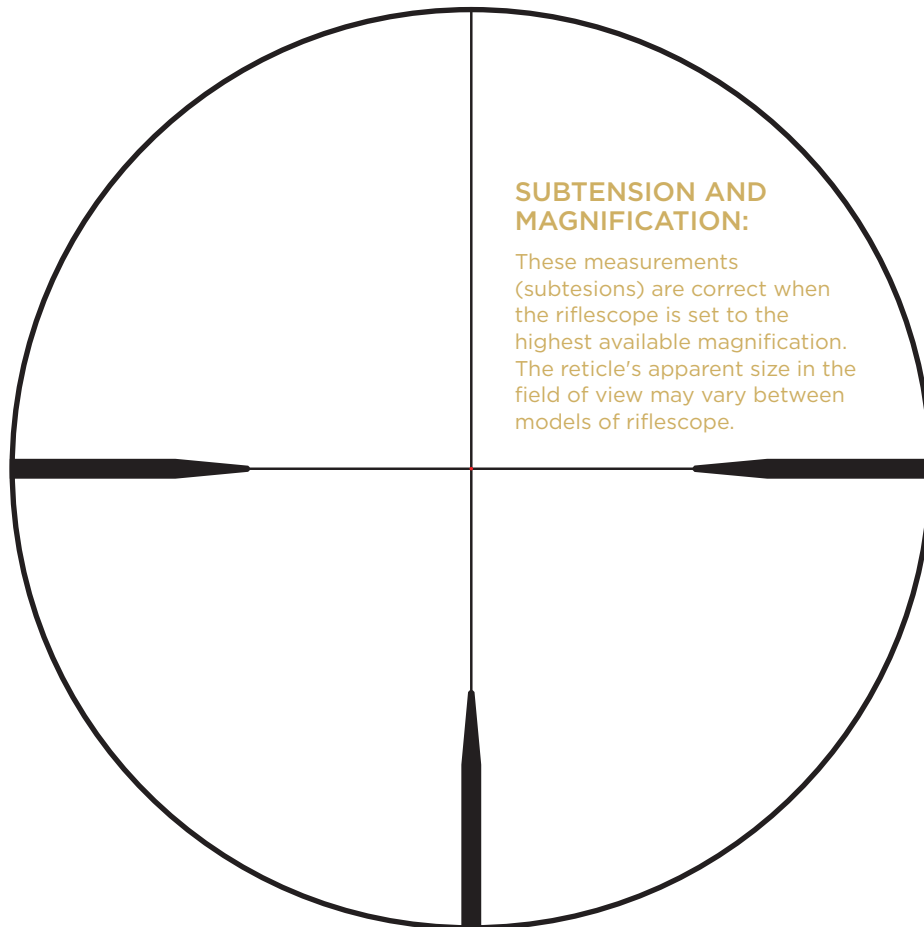 SUBTENSION AND
MAGNIFICATION:
These measurements
(subtesions) are correct when
the riflescope is set to the
highest available magnification.
The reticle's apparent size in the
field of view may vary between
models of riflescope.